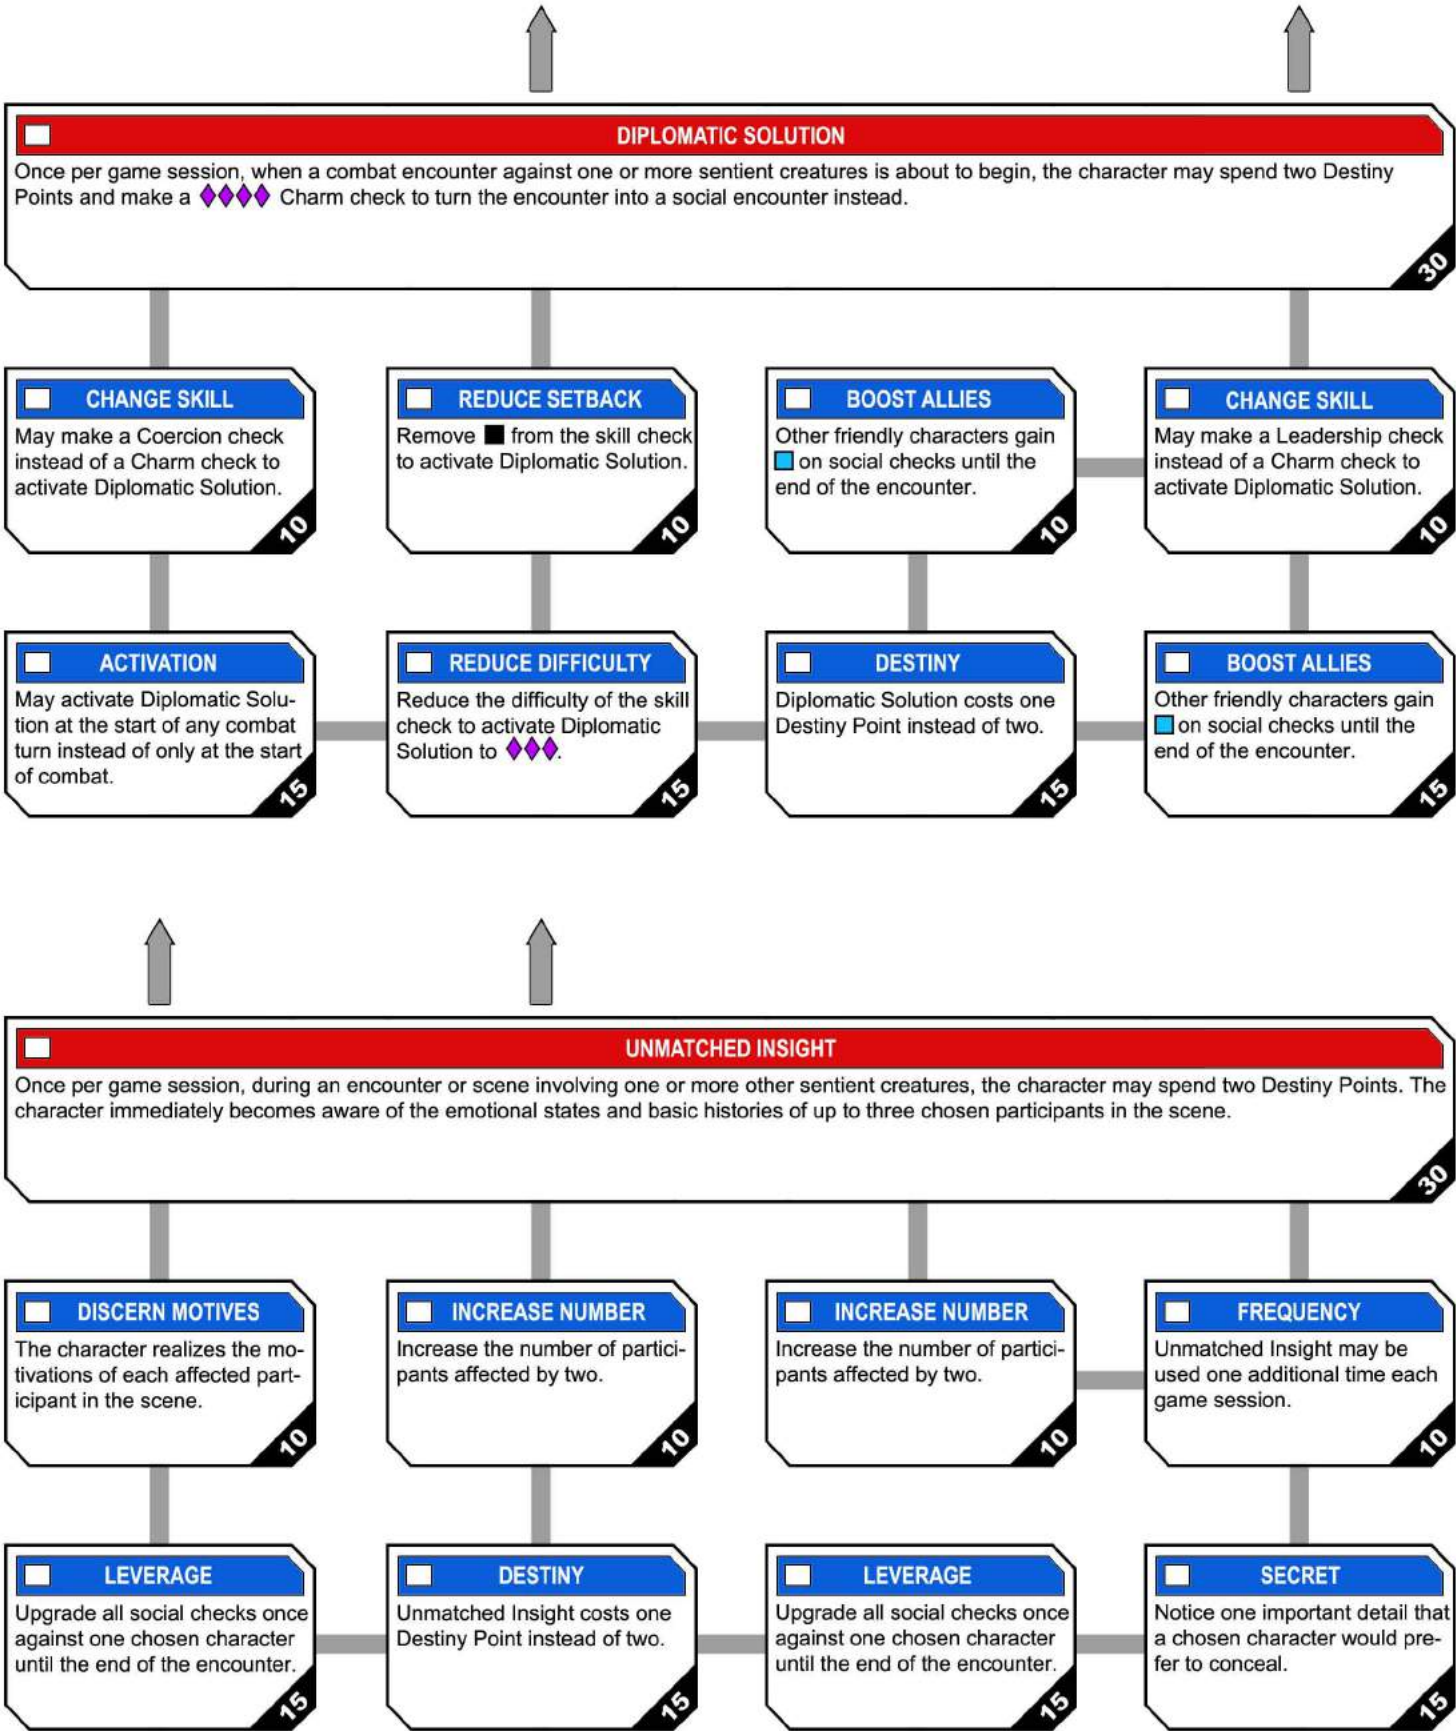 DIPLOMATIC SOLUTION
Once per game session, when a combat encounter against one or more sentient creatures is about to begin, the character may spend two Destiny
Points and make a Charm check to turn the encounter into a social encounter instead.
30
CHANGE SKILL
May make a Coercion check
instead of a Charm check to
activate Diplomatic Solution.
10
REDUCE SETBACK
Remove from the skill check
to activate Diplomatic Solution.
10
BOOST ALLIES
Other friendly characters gain
on social checks until the
end of the encounter.
10
CHANGE SKILL
May make a Leadership check
instead of a Charm check to
activate Diplomatic Solution.
10
ACTIVATION
May activate Diplomatic Solu-
tion at the start of any combat
turn instead of only at the start
of combat.
15
REDUCE DIFFICULTY
Reduce the difficulty of the skill
check to activate Diplomatic
Solution to .
15
DESTINY
Diplomatic Solution costs one
Destiny Point instead of two.
15
BOOST ALLIES
Other friendly characters gain
on social checks until the
end of the encounter.
15
UNMATCHED INSIGHT
Once per game session, during an encounter or scene involving one or more other sentient creatures, the character may spend two Destiny Points. The
character immediately becomes aware of the emotional states and basic histories of up to three chosen participants in the scene.
30
DISCERN MOTIVES
The character realizes the mo-
tivations of each affected part-
icipant in the scene.
10
INCREASE NUMBER
Increase the number of partici-
pants affected by two.
10
INCREASE NUMBER
Increase the number of partici-
pants affected by two.
10
FREQUENCY
Unmatched Insight may be
used one additional time each
game session.
10
LEVERAGE
Upgrade all social checks once
against one chosen character
until the end of the encounter.
15
DESTINY
Unmatched Insight costs one
Destiny Point instead of two.
15
LEVERAGE
Upgrade all social checks once
against one chosen character
until the end of the encounter.
15
SECRET
Notice one important detail that
a chosen character would pre-
fer to conceal.
15